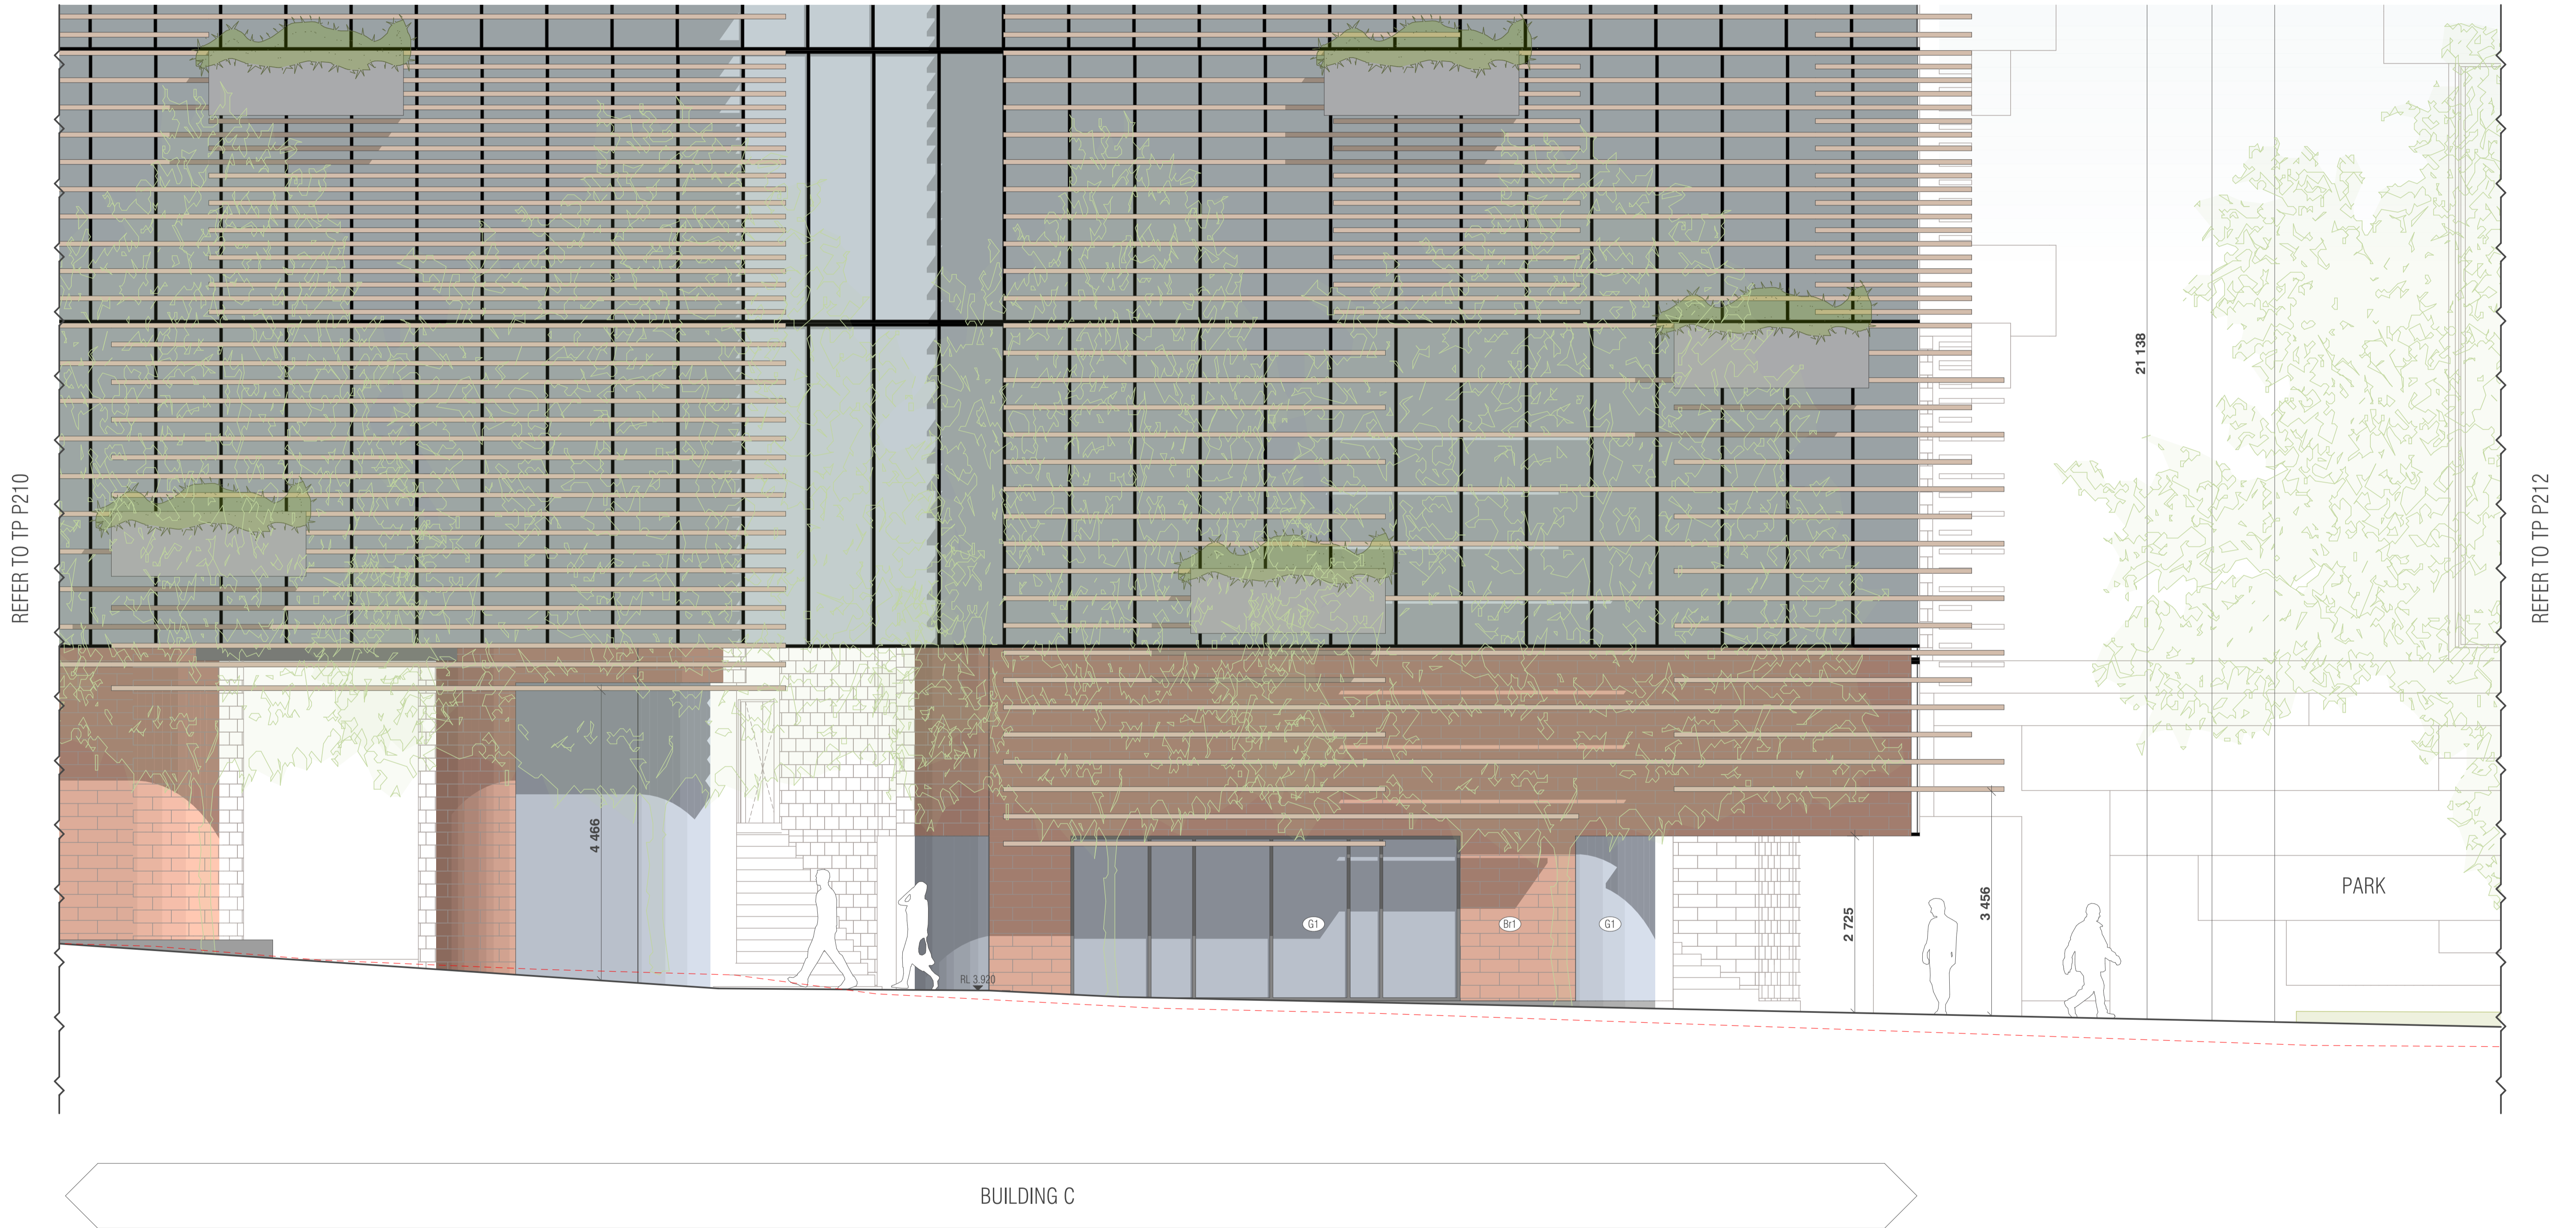 REFER TO TP P210
REFER TO TP P212
21 138
4 466
PARK
3 456
2 725
G1
Br1
G1
RL 3.920
BUILDING C